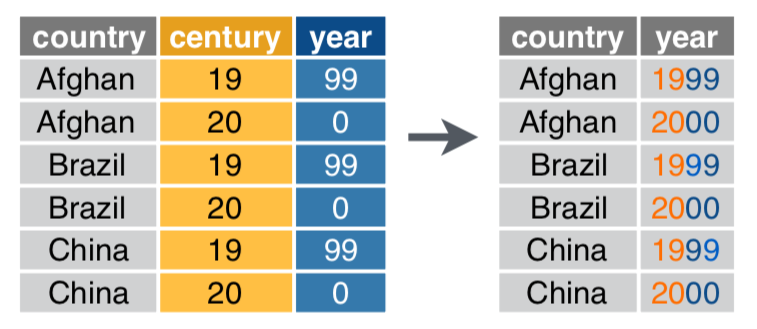 country century year country year
Afghan 19 99 Afghan 1999
Afghan 20 0 Afghan 2000
Brazil 19 99 Brazil 1999
Brazil 20 0 Brazil 2000
China 19 99 China 1999
China 20 0 China 2000